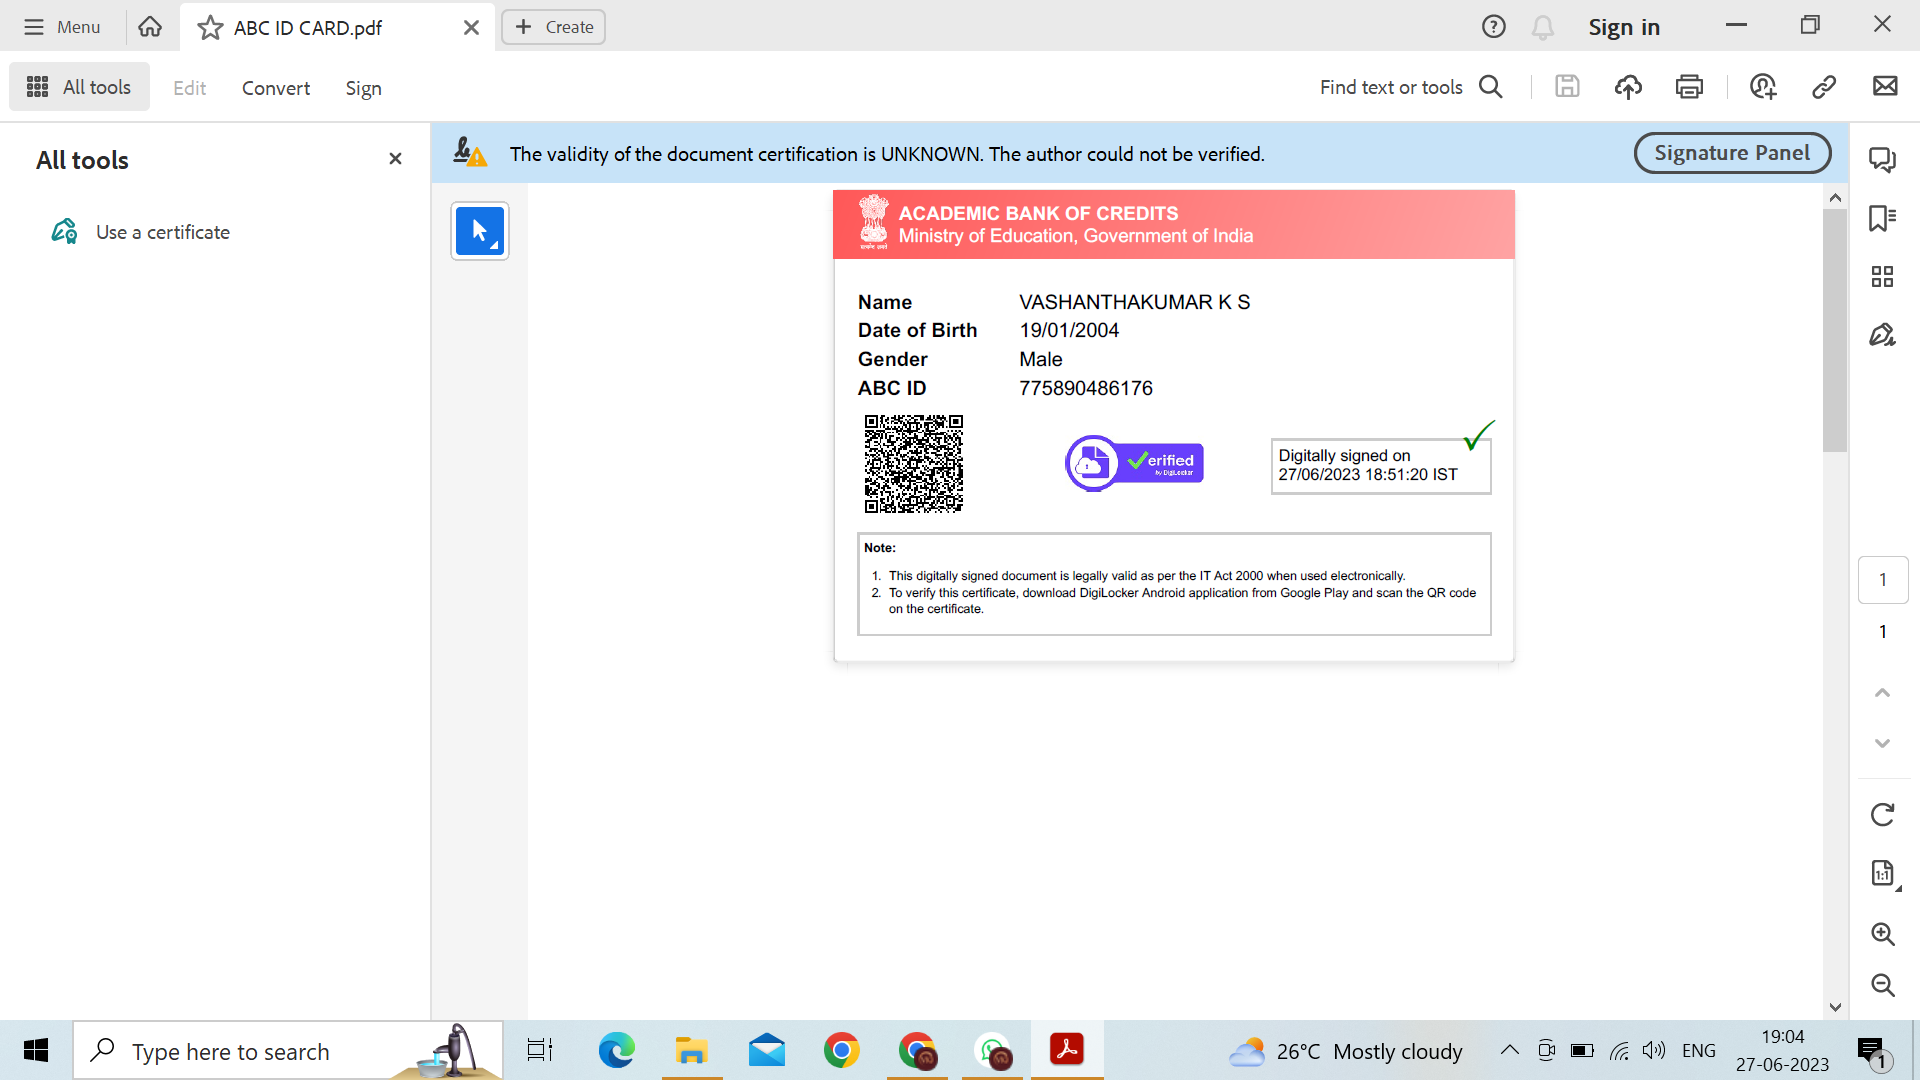 Menu
ABC ID CARD.pdf
Create
Sign in
All tools
Edit
Convert
Sign
Find text or tools
All tools
The validity of the document certification is UNKNOWN. The author could not be verified.
Signature Panel
Use a certificate
ACADEMIC BANK OF CREDITS
Ministry of Education, Government of India
Name VASHANTHAKUMAR K S
Date of Birth 19/01/2004
Gender Male
ABC ID 775890486176
Verified
by DigiLocker
Digitally signed on
27/06/2023 18:51:20 IST
Note:
1. This digitally signed document is legally valid as per the IT Act 2000 when used electronically.
2. To verify this certificate, download DigiLocker Android application from Google Play and scan the QR code
on the certificate.
1
1
1:1
Type here to search
26°C Mostly cloudy
ENG
19:04
27-06-2023
1